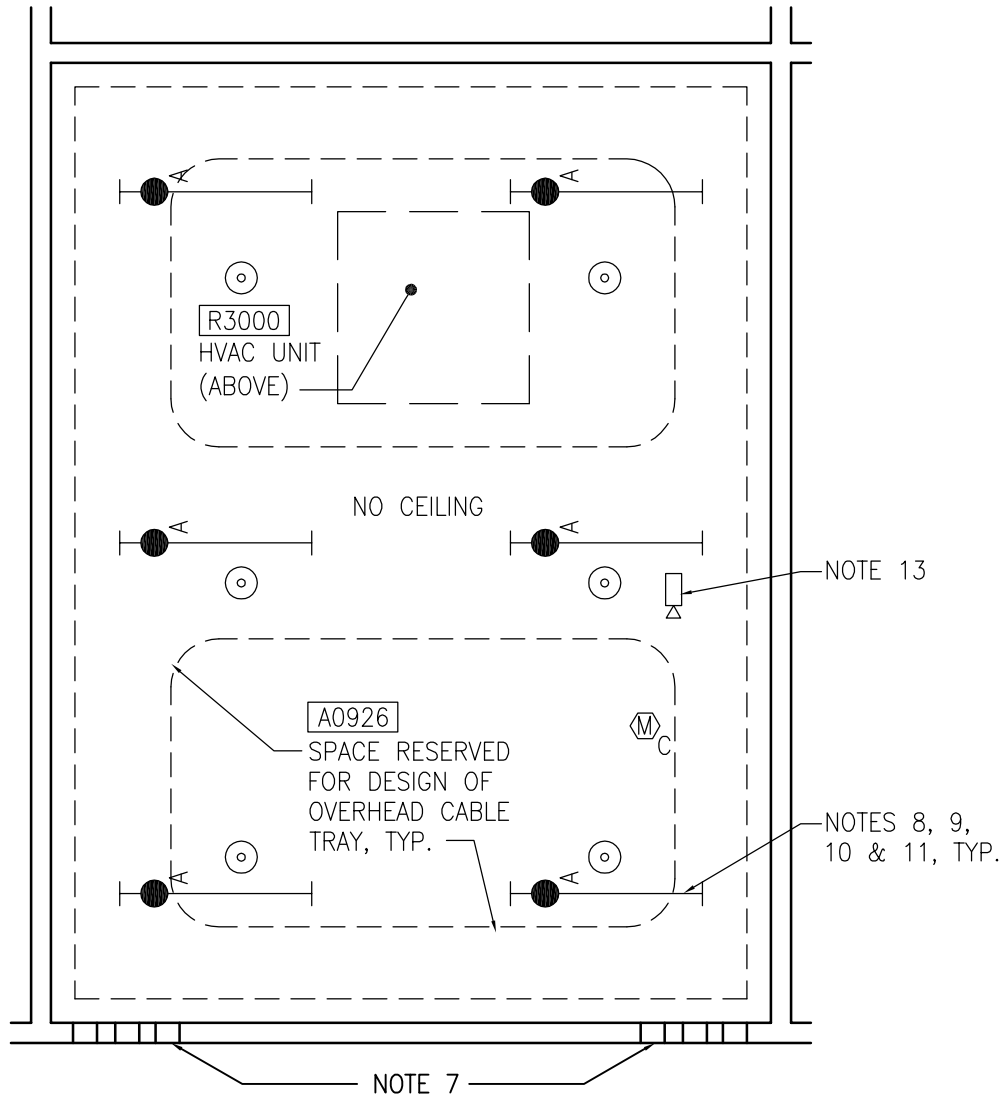 A
A
R3000
HVAC UNIT
(ABOVE)
NO CEILING
A
A
NOTE 13
A0926
SPACE RESERVED
FOR DESIGN OF
OVERHEAD CABLE
TRAY, TYP.
M
C
NOTES 8, 9,
10 & 11, TYP.
A
A
NOTE 7